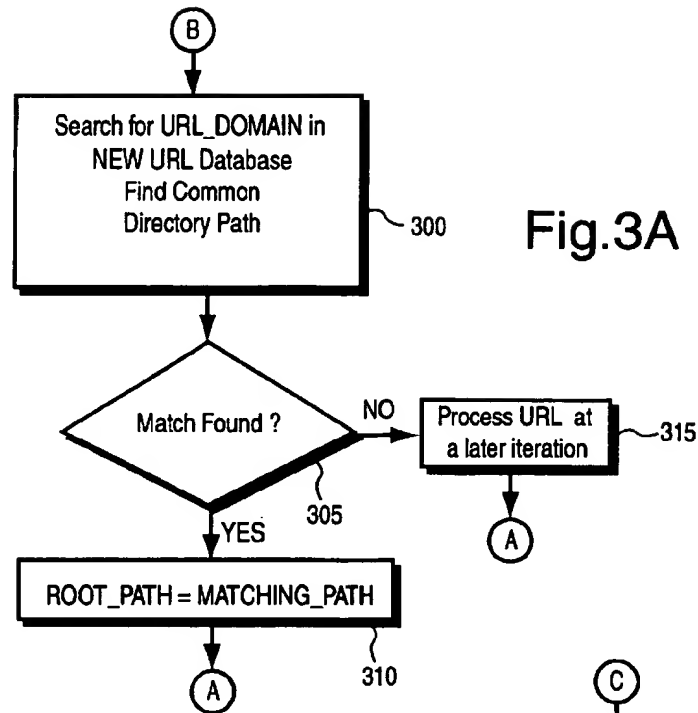 B
Search for URL_DOMAIN in
NEW URL Database
Find Common
Directory Path
300
Fig.3A
Match Found ?
NO
Process URL at
a later iteration
315
305
YES
A
ROOT_PATH = MATCHING_PATH
310
A
C